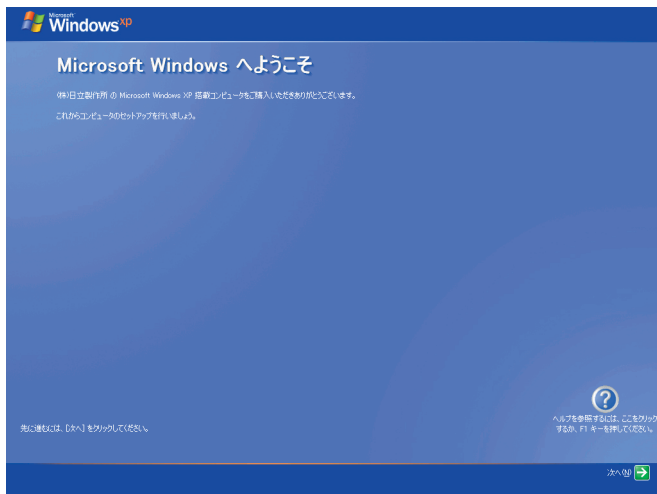 Microsoft
Windows xp
Microsoft Windows へようこそ
(株)日立製作所 の Microsoft Windows XP 搭載コンピュータをご購入いただきありがとうございます。
これからコンピュータのセットアップを行いましょう。
?
ヘルプを参照するには、ここをクリック
するか、F1 キーを押してください。
先に進むには、[次へ] をクリックしてください。
次へ(N)